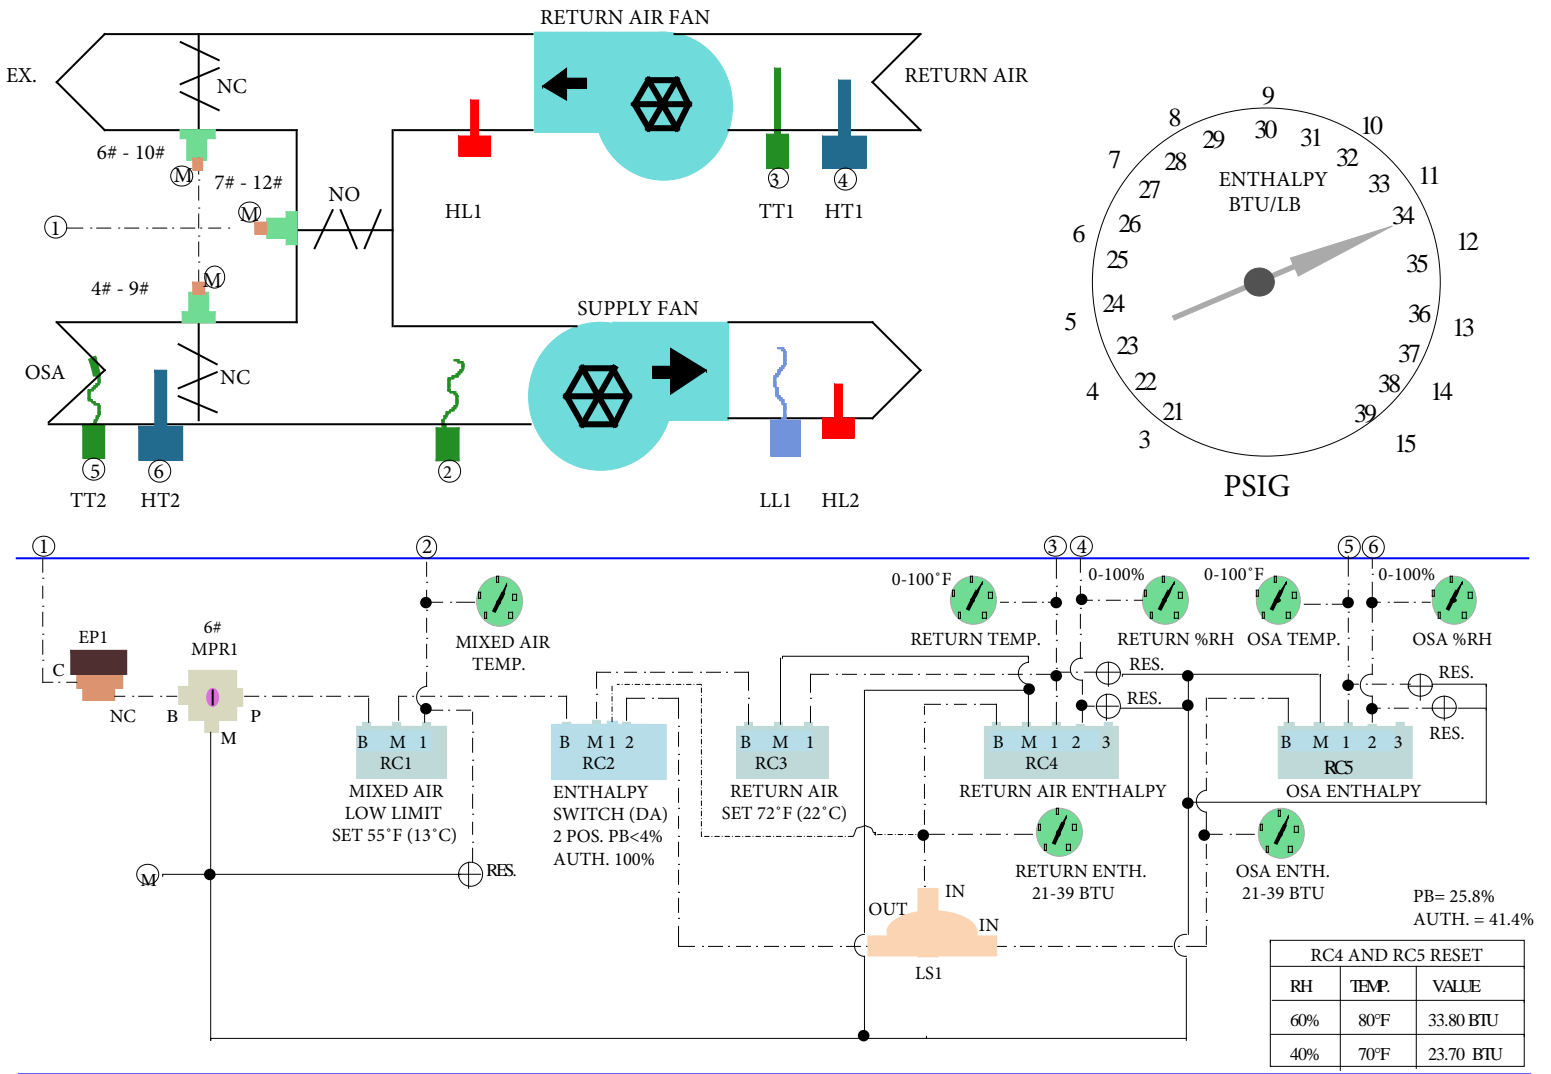 RETURN AIR FAN
EX.
NC
RETURN AIR
6# - 10#
M
7# - 12#
M
NO
1
HL1
3
TT1
4
HT1
M
4# - 9#
SUPPLY FAN
OSA
NC
5
TT2
6
HT2
2
LL1
HL2
9
8
10
7
11
6
12
5
13
4
14
3
15
30
29
31
28
32
27
33
26
34
25
35
24
36
23
37
22
38
21
39
ENTHALPY
BTU/LB
PSIG
1
2
3
4
5
6
0-100°F
0-100%
0-100°F
0-100%
MIXED AIR
TEMP.
RETURN TEMP.
RETURN %RH
OSA TEMP.
OSA %RH
EP1
C
NC
6#
MPR1
B
P
M
RES.
RES.
RES.
RES.
B M 1
RC1
MIXED AIR
LOW LIMIT
SET 55°F (13°C)
B M 1 2
RC2
ENTHALPY
SWITCH (DA)
2 POS. PB<4%
AUTH. 100%
B M 1
RC3
RETURN AIR
SET 72°F (22°C)
B M 1 2 3
RC4
RETURN AIR ENTHALPY
B M 1 2 3
RC5
OSA ENTHALPY
M
RES.
RETURN ENTH.
21-39 BTU
OSA ENTH.
21-39 BTU
IN
OUT
IN
LS1
PB= 25.8%
AUTH. = 41.4%
RC4 AND RC5 RESET
RH TEMP. VALUE
60% 80°F 33.80 BTU
40% 70°F 23.70 BTU